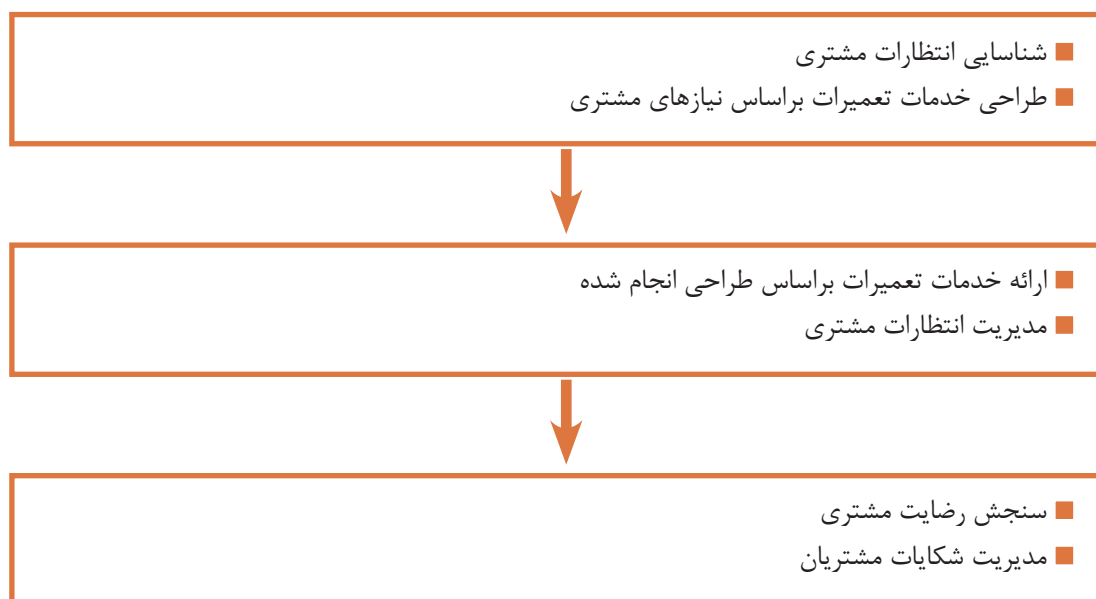 ■ شناسایی انتظارات مشتری
■ طراحی خدمات تعمیرات براساس نیازهای مشتری
■ ارائه خدمات تعمیرات براساس طراحی انجام شده
■ مدیریت انتظارات مشتری
■ سنجش رضایت مشتری
■ مدیریت شکایات مشتریان